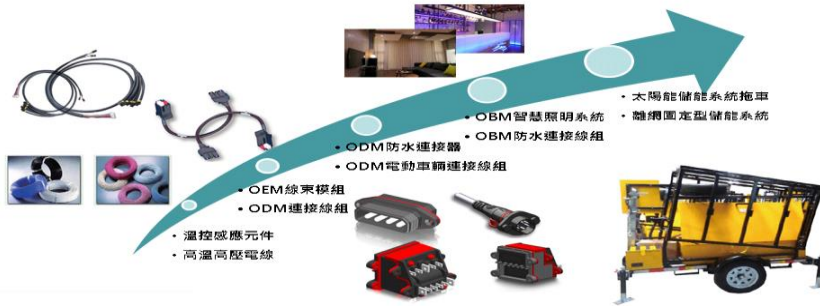 • 太陽能儲能系統拖車
• 離網固定型儲能系統
• OBM智慧照明系統
• OBM防水連接線組
• ODM防水連接器
• ODM電動車輛連接線組
• OEM線束模組
• ODM連接線組
• 溫控感應元件
• 高溫高壓電線